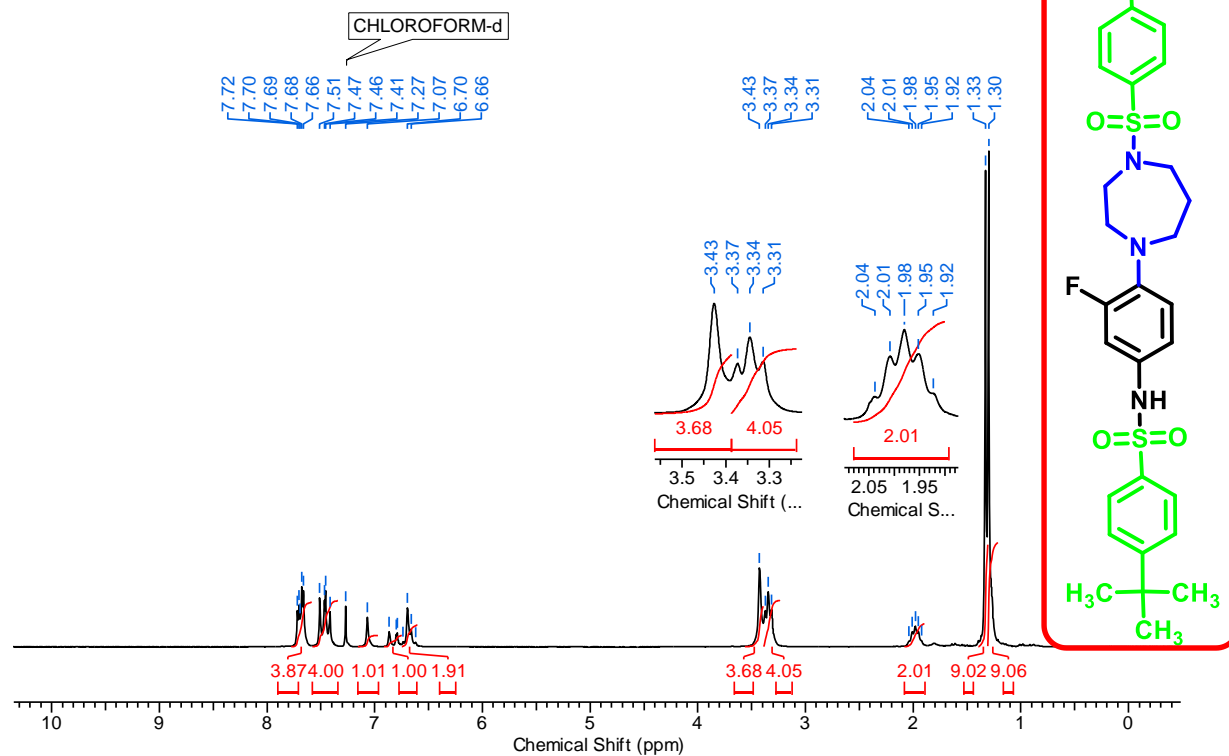 CHLOROFORM-d
7.72 7.70 7.69 7.68 7.66 7.51 7.47 7.46 7.41 7.27 7.07 6.70 6.66
3.43 3.37 3.34 3.31
2.04 2.01 1.98 1.95 1.92 1.33 1.30
3.43 3.37 3.34 3.31
2.04 2.01 1.98 1.95 1.92
3.68 4.05
3.5 3.4 3.3
Chemical Shift (...
2.01
2.05 1.95
Chemical S...
3.87 4.00 1.01 1.00 1.91 3.68 4.05 2.01 9.02 9.06
10 9 8 7 6 5 4 3 2 1 0
Chemical Shift (ppm)
O=S=O
N
N
F
NH
O=S=O
H3C CH3
CH3